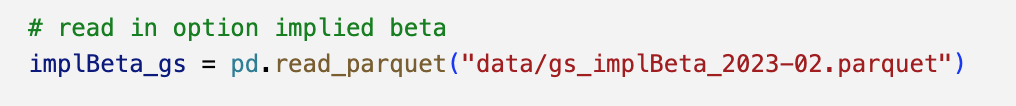 # read in option implied beta
implBeta_gs = pd.read_parquet("data/gs_implBeta_2023-02.parquet")